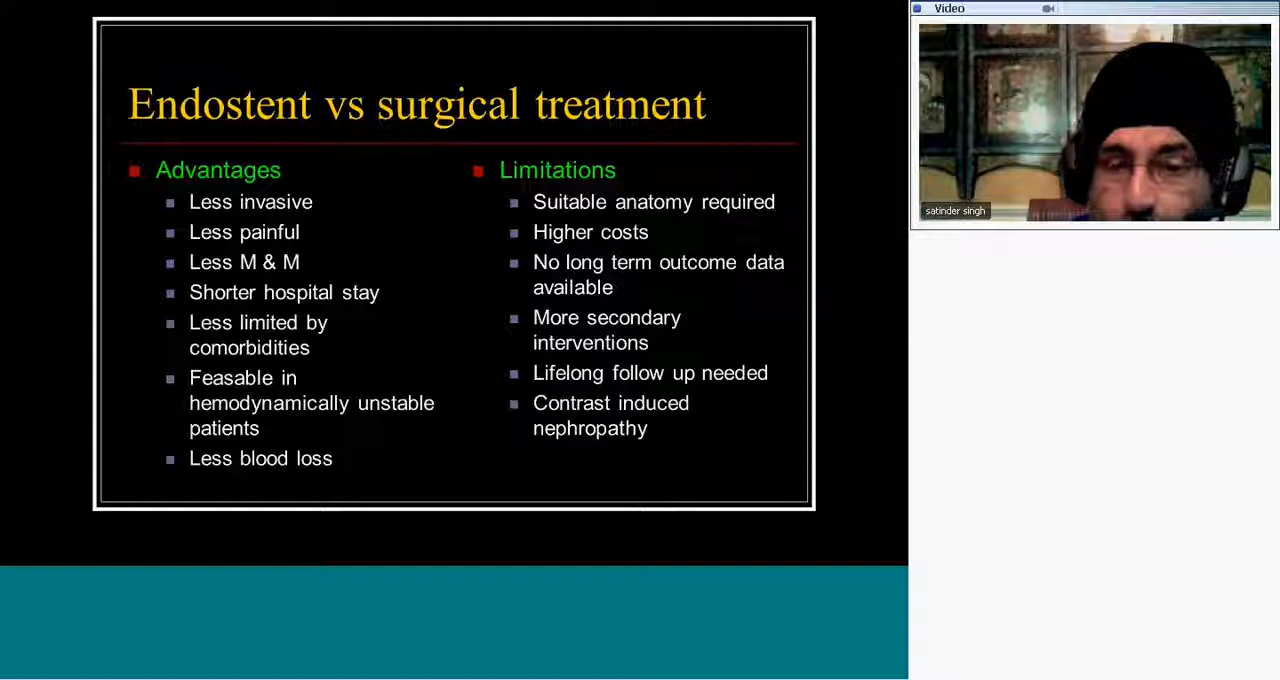 Endostent vs surgical treatment
Advantages
Less invasive
Less painful
Less M & M
Shorter hospital stay
Less limited by
comorbidities
Feasable in
hemodynamically unstable
patients
Less blood loss
Limitations
Suitable anatomy required
Higher costs
No long term outcome data
available
More secondary
interventions
Lifelong follow up needed
Contrast induced
nephropathy
Video
satinder singh